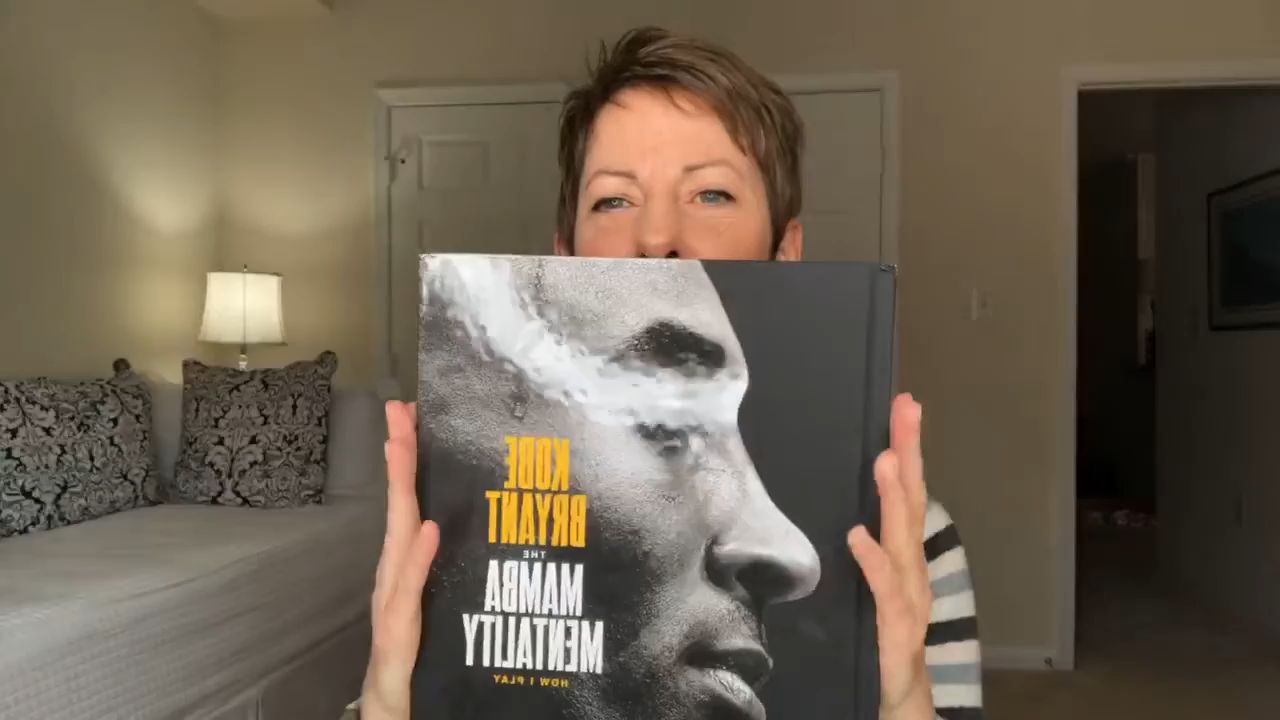 KOBE
BRYANT
THE
MAMBA
MENTALITY
HOW I PLAY